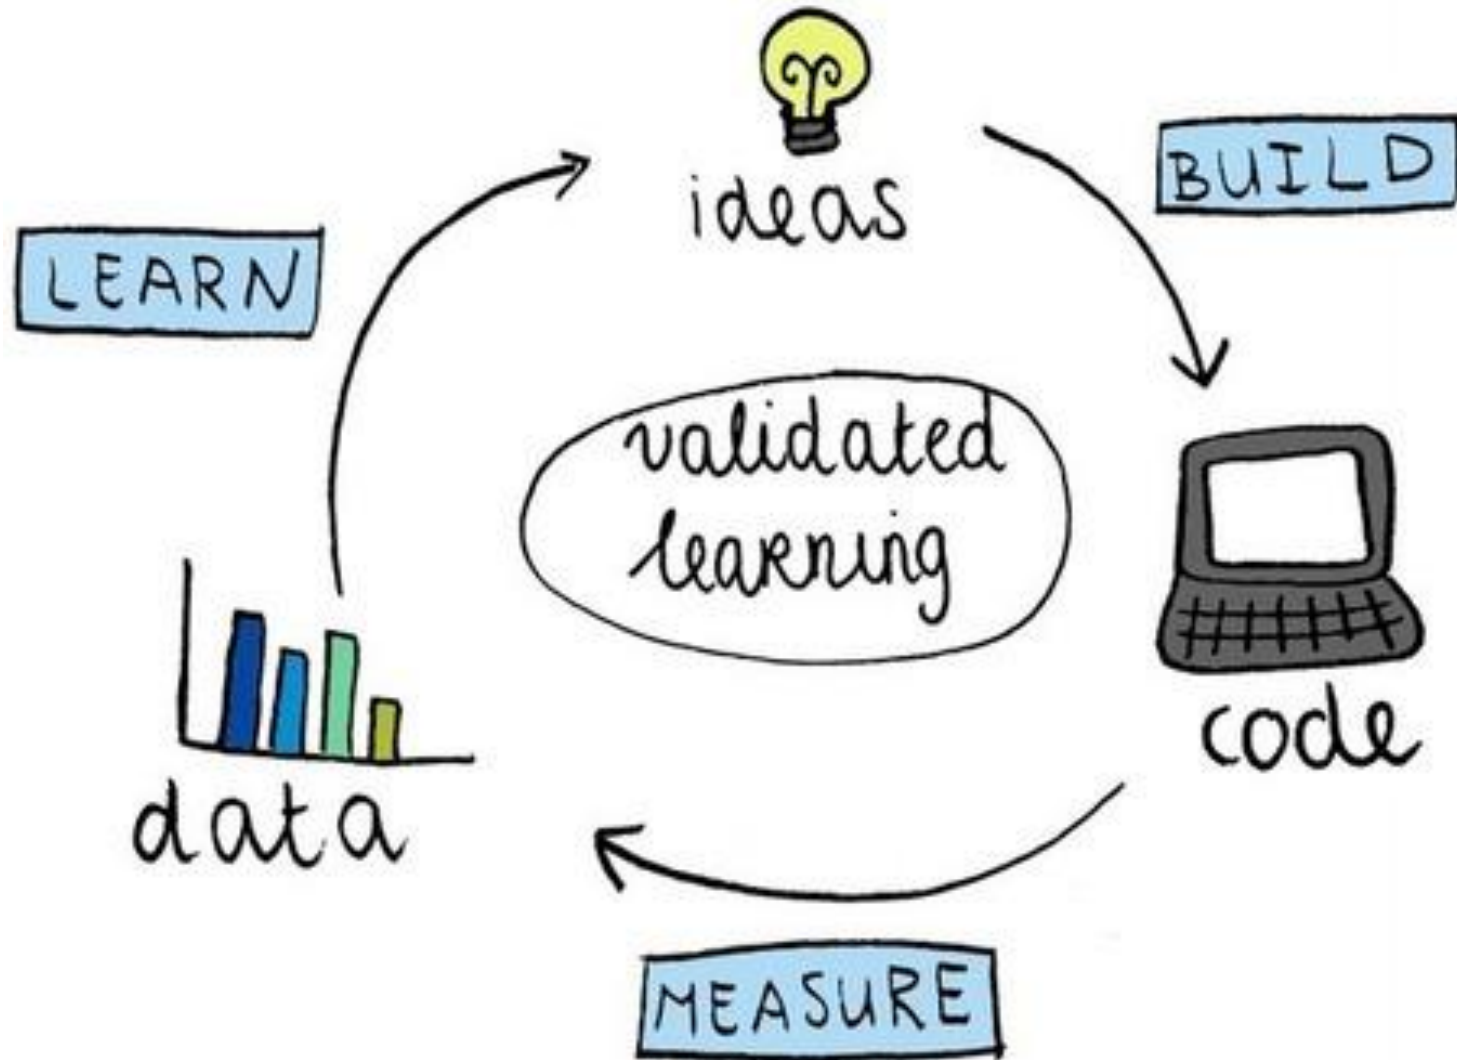 ideas
BUILD
LEARN
validated
learning
code
data
MEASURE